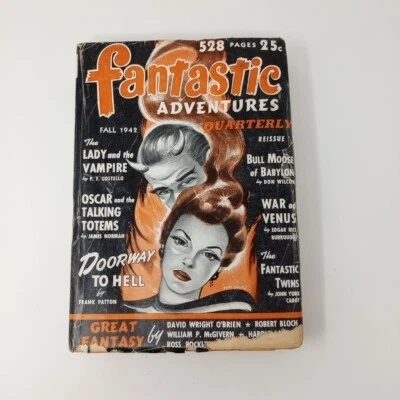 528 PAGES 25c
fantastic
ADVENTURES
QUARTERLY
FALL 1942
REISSUE
The
LADY and the
VAMPIRE
by P. F. COSTELLO
OSCAR and the
TALKING
TOTEMS
by JAMES NORMAN
DOORWAY
TO HELL
by
FRANK PATTON
BULL MOOSE
of BABYLON
by DON WILCOX
WAR on
VENUS
by EDGAR RICE
BURROUGHS
The
FANTASTIC
TWINS
by JOHN YORK
CABOT
GREAT
FANTASY
by
DAVID WRIGHT O'BRIEN ★ ROBERT BLOCH
WILLIAM P. McGIVERN ★
ROSS